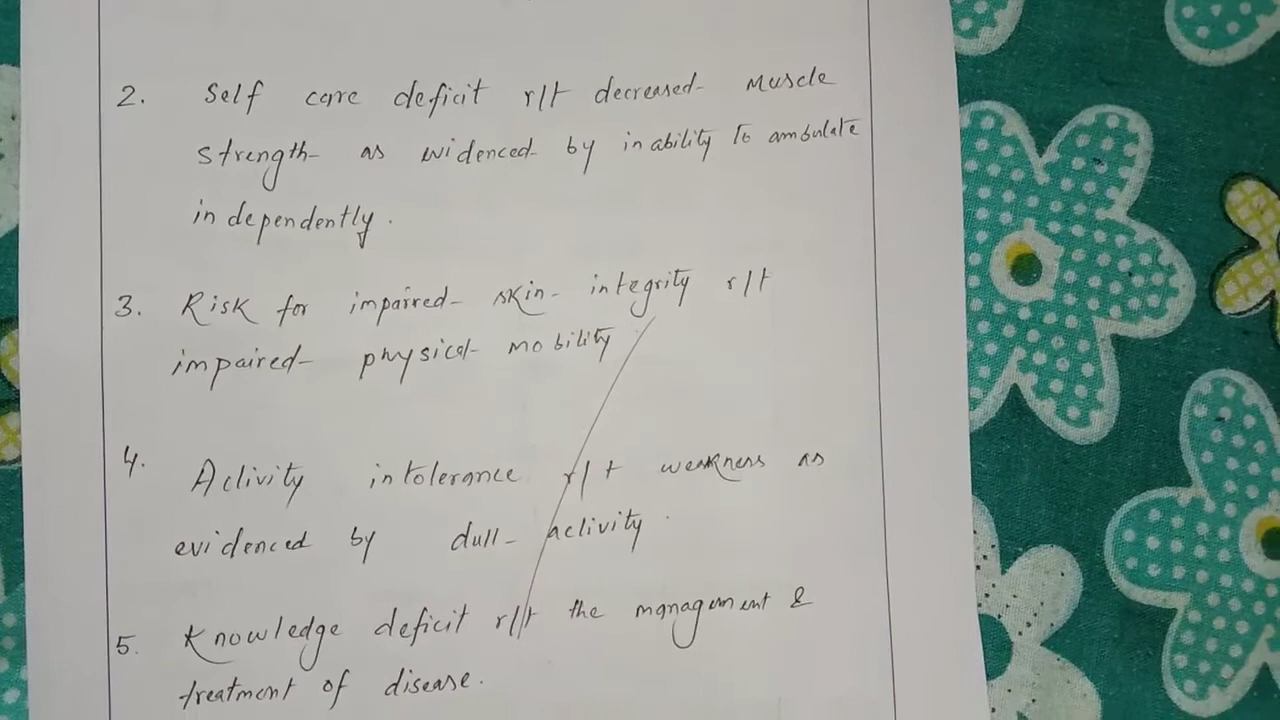 2. Self care deficit r/t decreased muscle
strength as evidenced by inability to ambulate
independently.
3. Risk for impaired skin integrity r/t
impaired physical mobility
4. Activity intolerance r/t weakness as
evidenced by dull activity.
5. Knowledge deficit r/t the management &
treatment of disease.